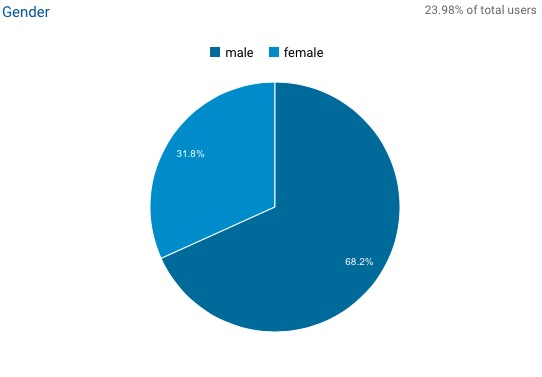 Gender
23.98% of total users
male
female
31.8%
68.2%